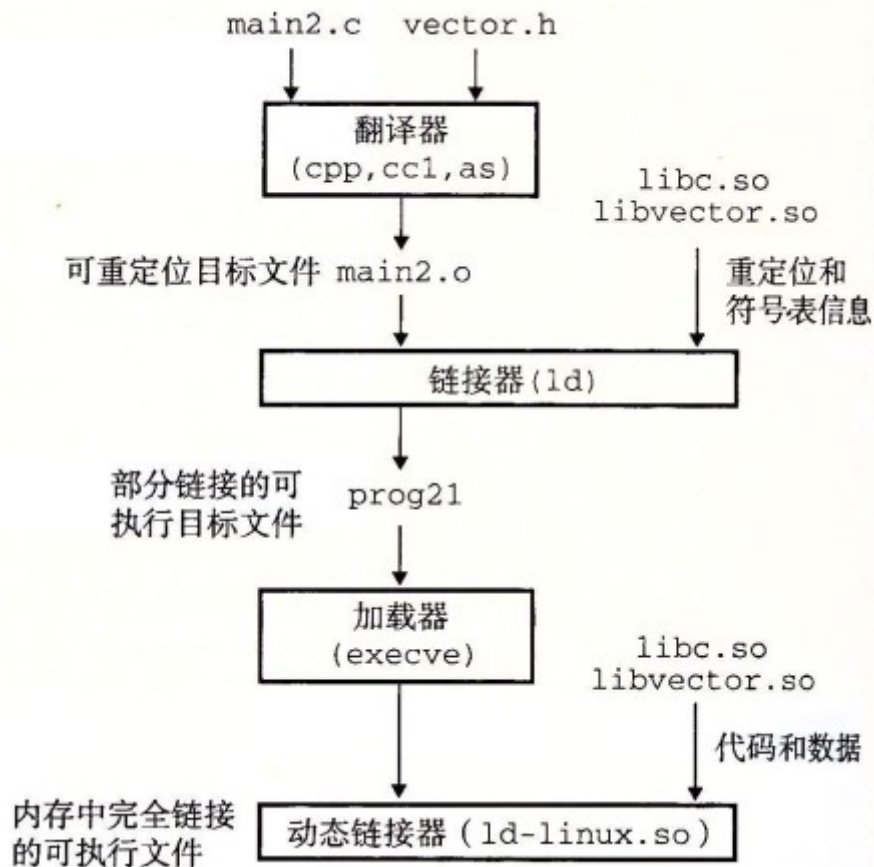 main2.c vector.h
翻译器
(cpp,cc1,as)
libc.so
libvector.so
可重定位目标文件 main2.o
重定位和
符号表信息
链接器(ld)
部分链接的可
执行目标文件
prog21
加载器
(execve)
libc.so
libvector.so
代码和数据
内存中完全链接
的可执行文件
动态链接器(ld-linux.so)